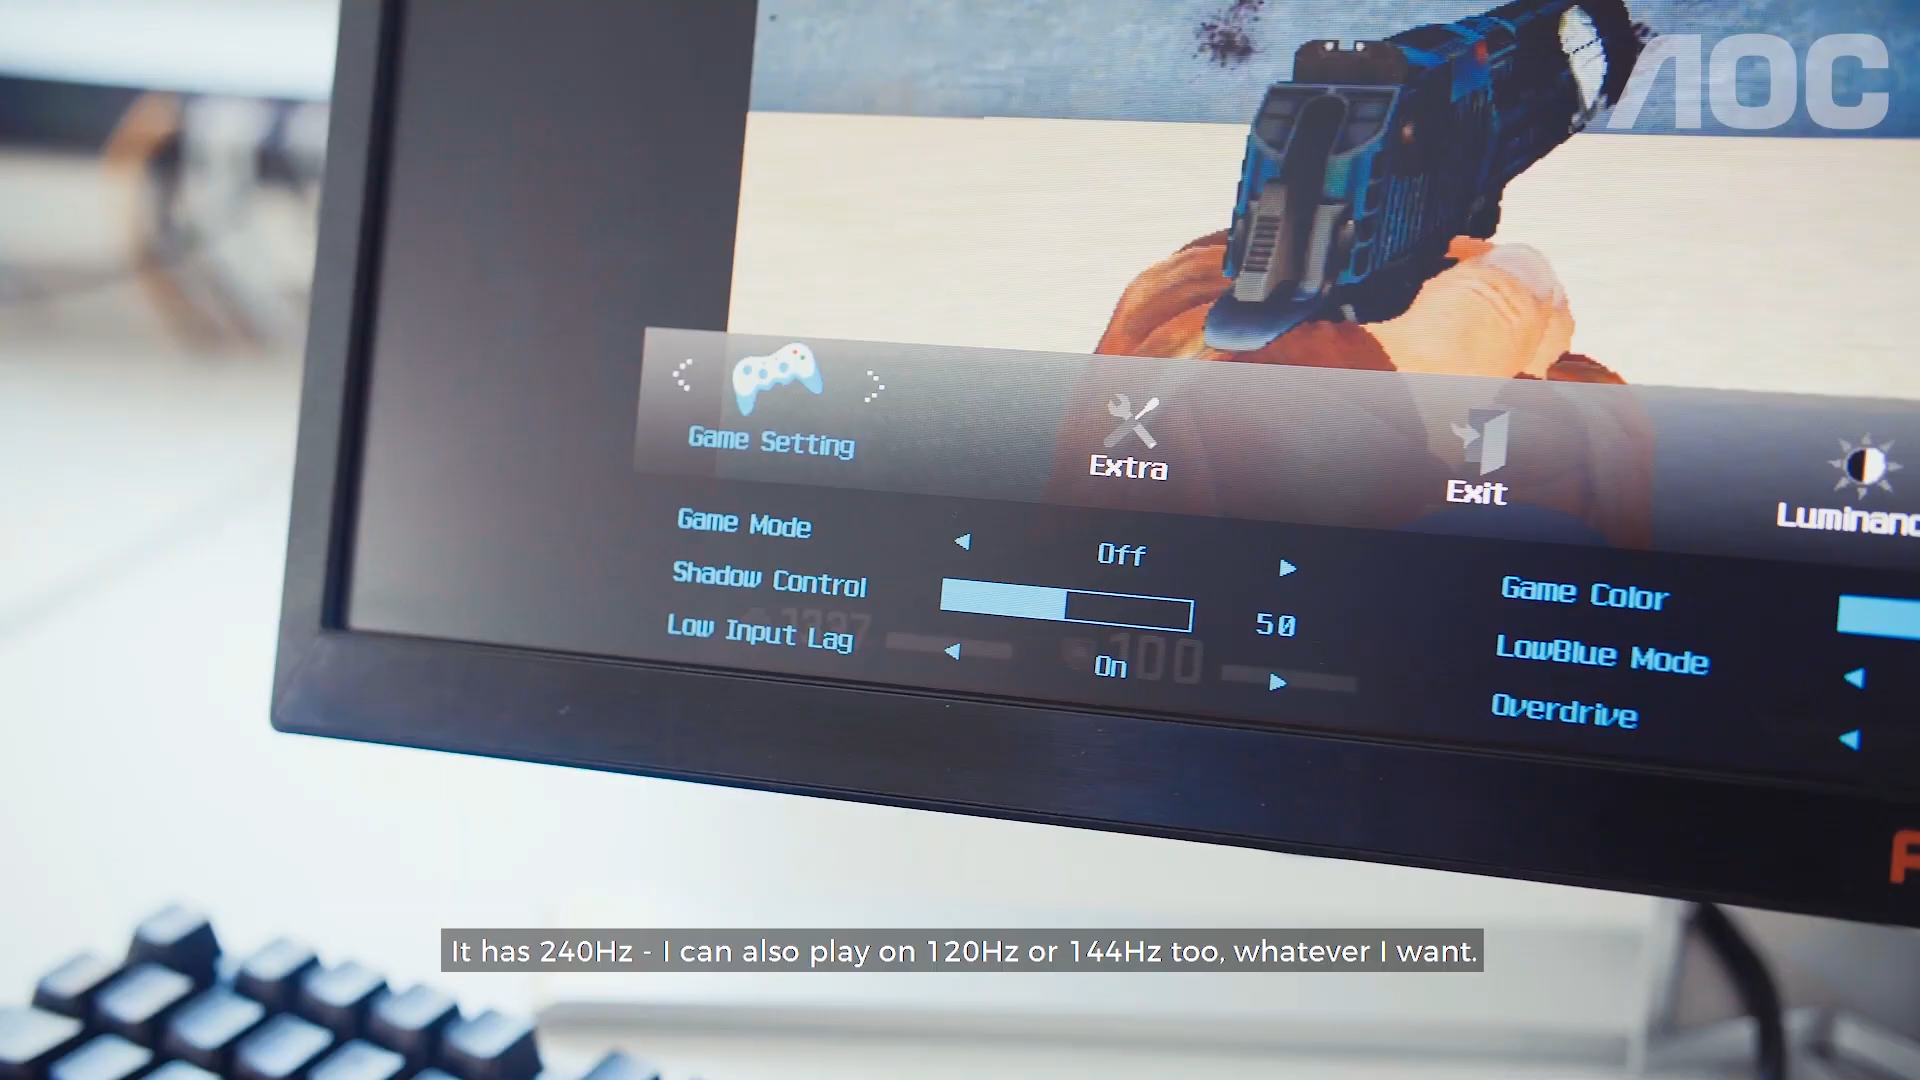 AOC
Game Setting
Extra
Exit
Game Mode
Off
Shadow Control
50
Low Input Lag
On
Game Color
LowBlue Mode
Overdrive
100
It has 240Hz - I can also play on 120Hz or 144Hz too, whatever I want.